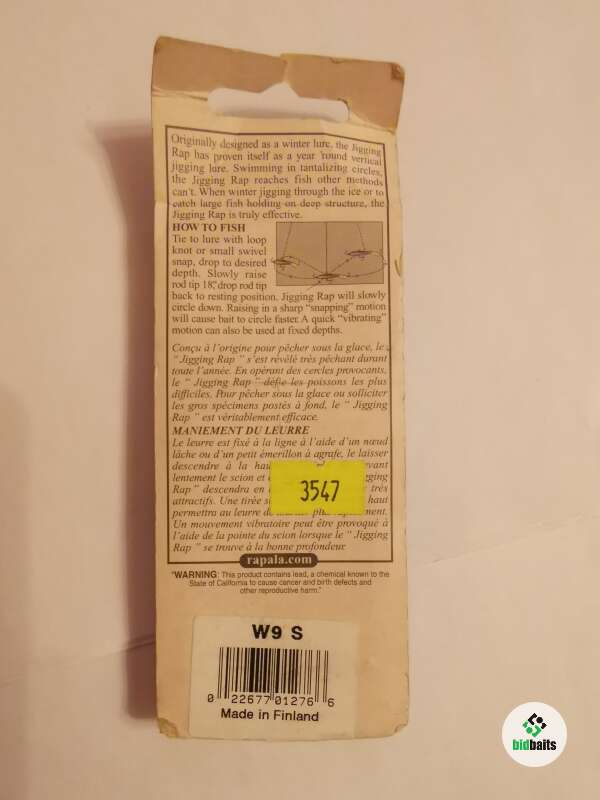 Originally designed as a winter lure, the Jigging
Rap has proven itself as a year 'round vertical
jigging lure. Swimming in tantalizing circles,
the Jigging Rap reaches fish other methods
can't. When winter jigging through the ice or to
catch large fish holding on deep structure, the
Jigging Rap is truly effective.
HOW TO FISH
Tie to lure with loop
knot or small swivel
snap, drop to desired
depth. Slowly raise
rod tip 18", drop rod tip
back to resting position. Jigging Rap will slowly
circle down. Raising in a sharp "snapping" motion
will cause bait to circle faster. A quick "vibrating"
motion can also be used at fixed depths.
Conçu à l'origine pour pêcher sous la glace, le
" Jigging Rap " s'est révélé très pêchant durant
toute l'année. En opérant des cercles provocants,
le " Jigging Rap " défie les poissons les plus
difficiles. Pour pêcher sous la glace ou solliciter
les gros spécimens postés à fond, le " Jigging
Rap " est véritablement efficace.
MANIEMENT DU LEURRE
Le leurre est fixé à la ligne à l'aide d'un nœud
lâche ou d'un petit émerillon à agrafe, le laisser
descendre à la
lentement le scion et
Rap " descendra en très
attractifs. Une tirée haut
permettra au leurre
Un mouvement vibratoire peut être provoqué à
l'aide de la pointe du scion lorsque le " Jigging
Rap " se trouve à la bonne profondeur.
3547
rapala.com
"WARNING: This product contains lead, a chemical known to the
State of California to cause cancer and birth defects and
other reproductive harm."
W9 S
0 22677 01276 6
Made in Finland
bidbaits